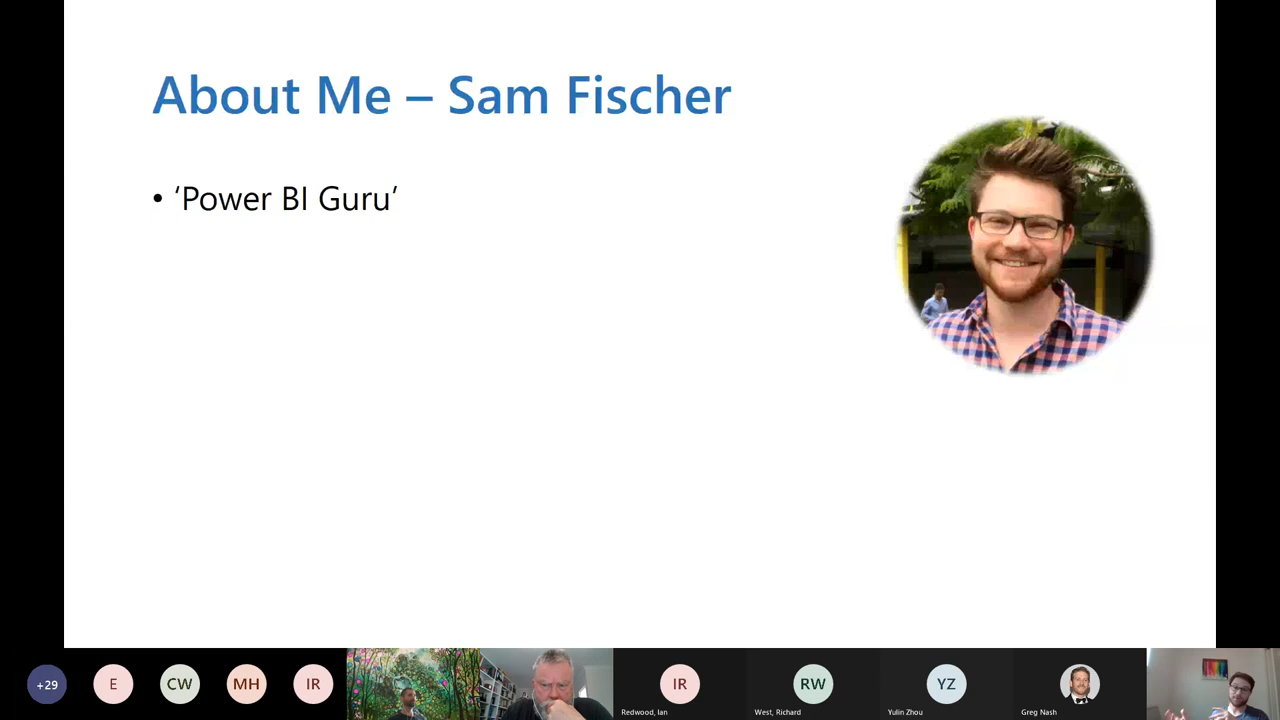 About Me – Sam Fischer
• ‘Power BI Guru’
+29
E
CW
MH
IR
IR
RW
YZ
Redwood, Ian
West, Richard
Yulin Zhou
Greg Nash